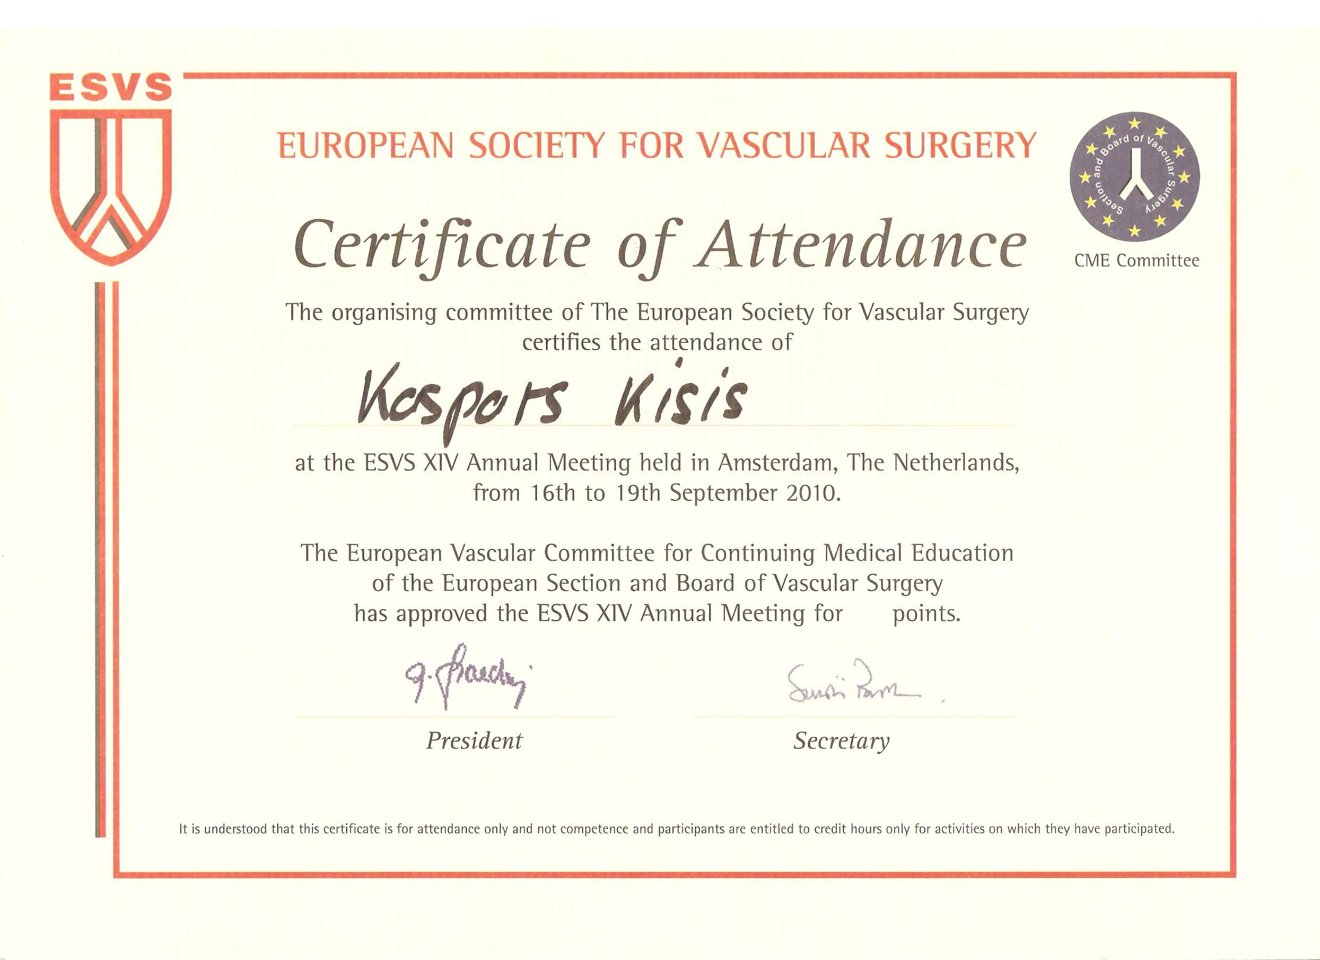 ESVS
EUROPEAN SOCIETY FOR VASCULAR SURGERY
Section and Board of Vascular Surgery
CME Committee
Certificate of Attendance
The organising committee of The European Society for Vascular Surgery
certifies the attendance of
Kaspars Kisis
at the ESVS XIV Annual Meeting held in Amsterdam, The Netherlands,
from 16th to 19th September 2010.
The European Vascular Committee for Continuing Medical Education
of the European Section and Board of Vascular Surgery
has approved the ESVS XIV Annual Meeting for points.
President
Secretary
It is understood that this certificate is for attendance only and not competence and participants are entitled to credit hours only for activities on which they have participated.